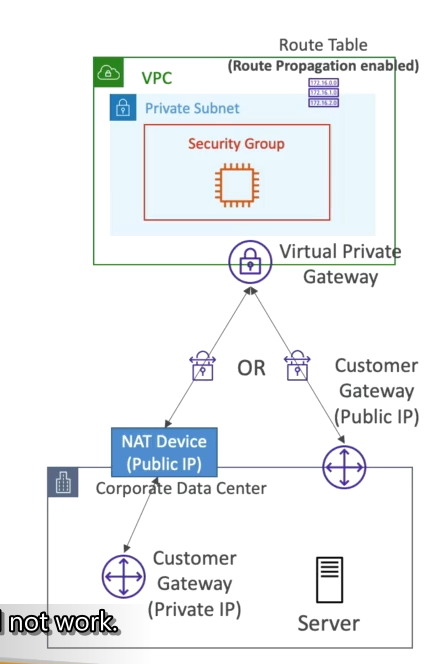 Route Table
(Route Propagation enabled)
172.16.0.0
172.16.1.0
172.16.2.0
VPC
Private Subnet
Security Group
Virtual Private
Gateway
OR
Customer
Gateway
(Public IP)
NAT Device
(Public IP)
Corporate Data Center
Customer
Gateway
(Private IP)
Server
not work.